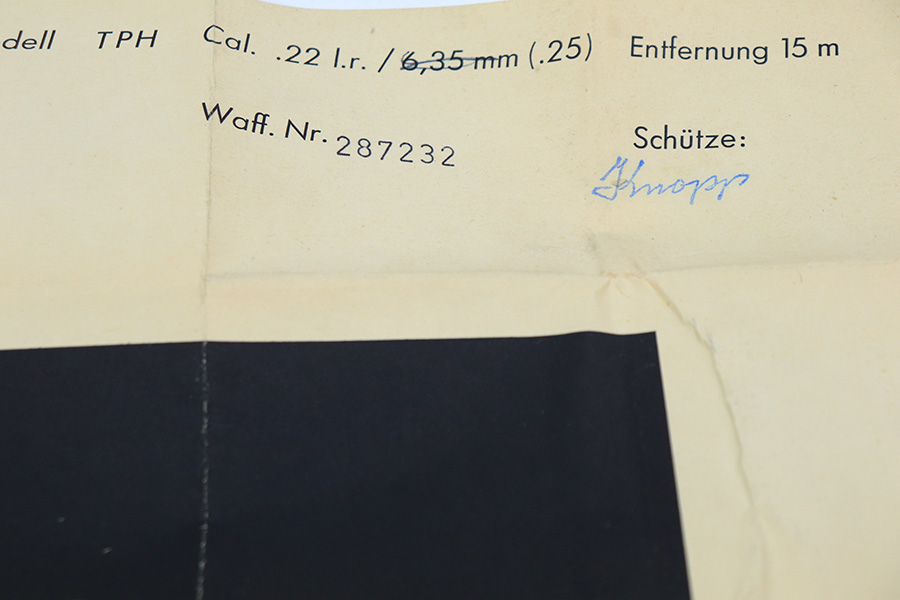 dell TPH Cal. .22 l.r. / 6,35 mm (.25) Entfernung 15 m
Waff. Nr. 287232 Schütze:
Knopp